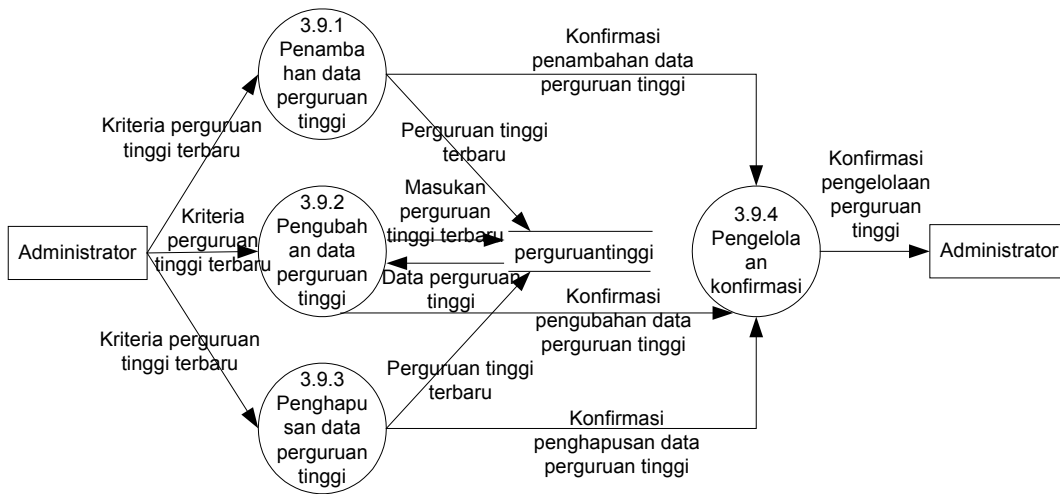 3.9.1
Penamba
han data
perguruan
tinggi
Konfirmasi
penambahan data
perguruan tinggi
Kriteria perguruan
tinggi terbaru
Perguruan tinggi
terbaru
Konfirmasi
pengelolaan
perguruan
tinggi
Administrator
Kriteria
perguruan
tinggi terbaru
3.9.2
Pengubah
an data
perguruan
tinggi
Masukan
perguruan
tinggi terbaru
perguruantinggi
Data perguruan
tinggi
3.9.4
Pengelola
an
konfirmasi
Administrator
Konfirmasi
pengubahan data
perguruan tinggi
Kriteria perguruan
tinggi terbaru
Perguruan tinggi
terbaru
3.9.3
Penghapu
san data
perguruan
tinggi
Konfirmasi
penghapusan data
perguruan tinggi